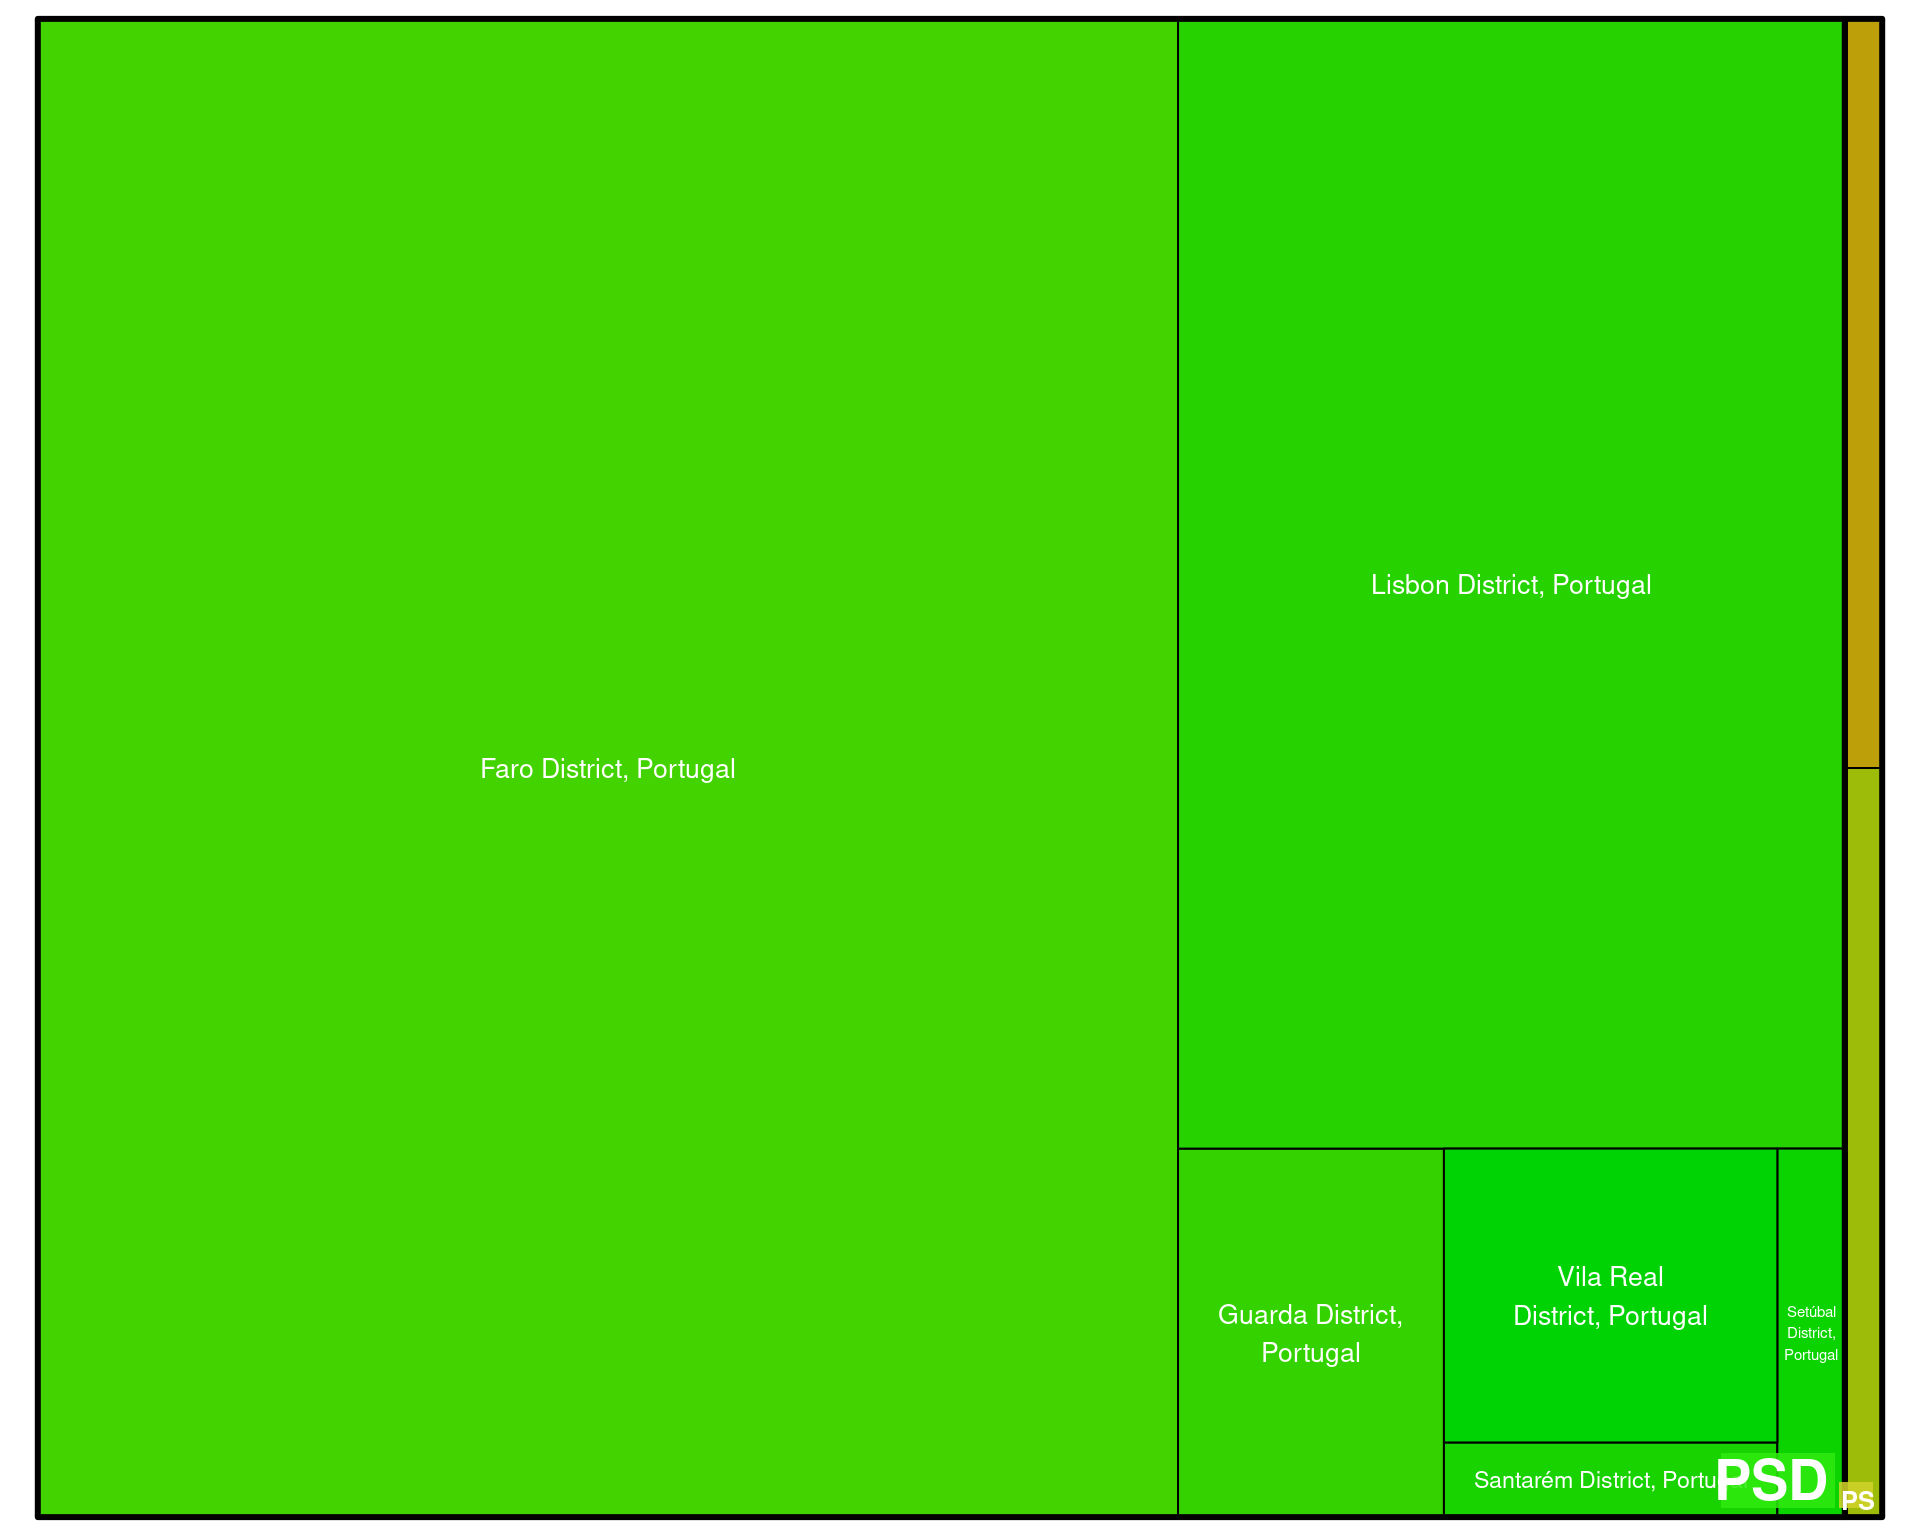 Faro District, Portugal
Lisbon District, Portugal
Guarda District,
Portugal
Vila Real
District, Portugal
Setúbal
District,
Portugal
Santarém District,
PSD
PS